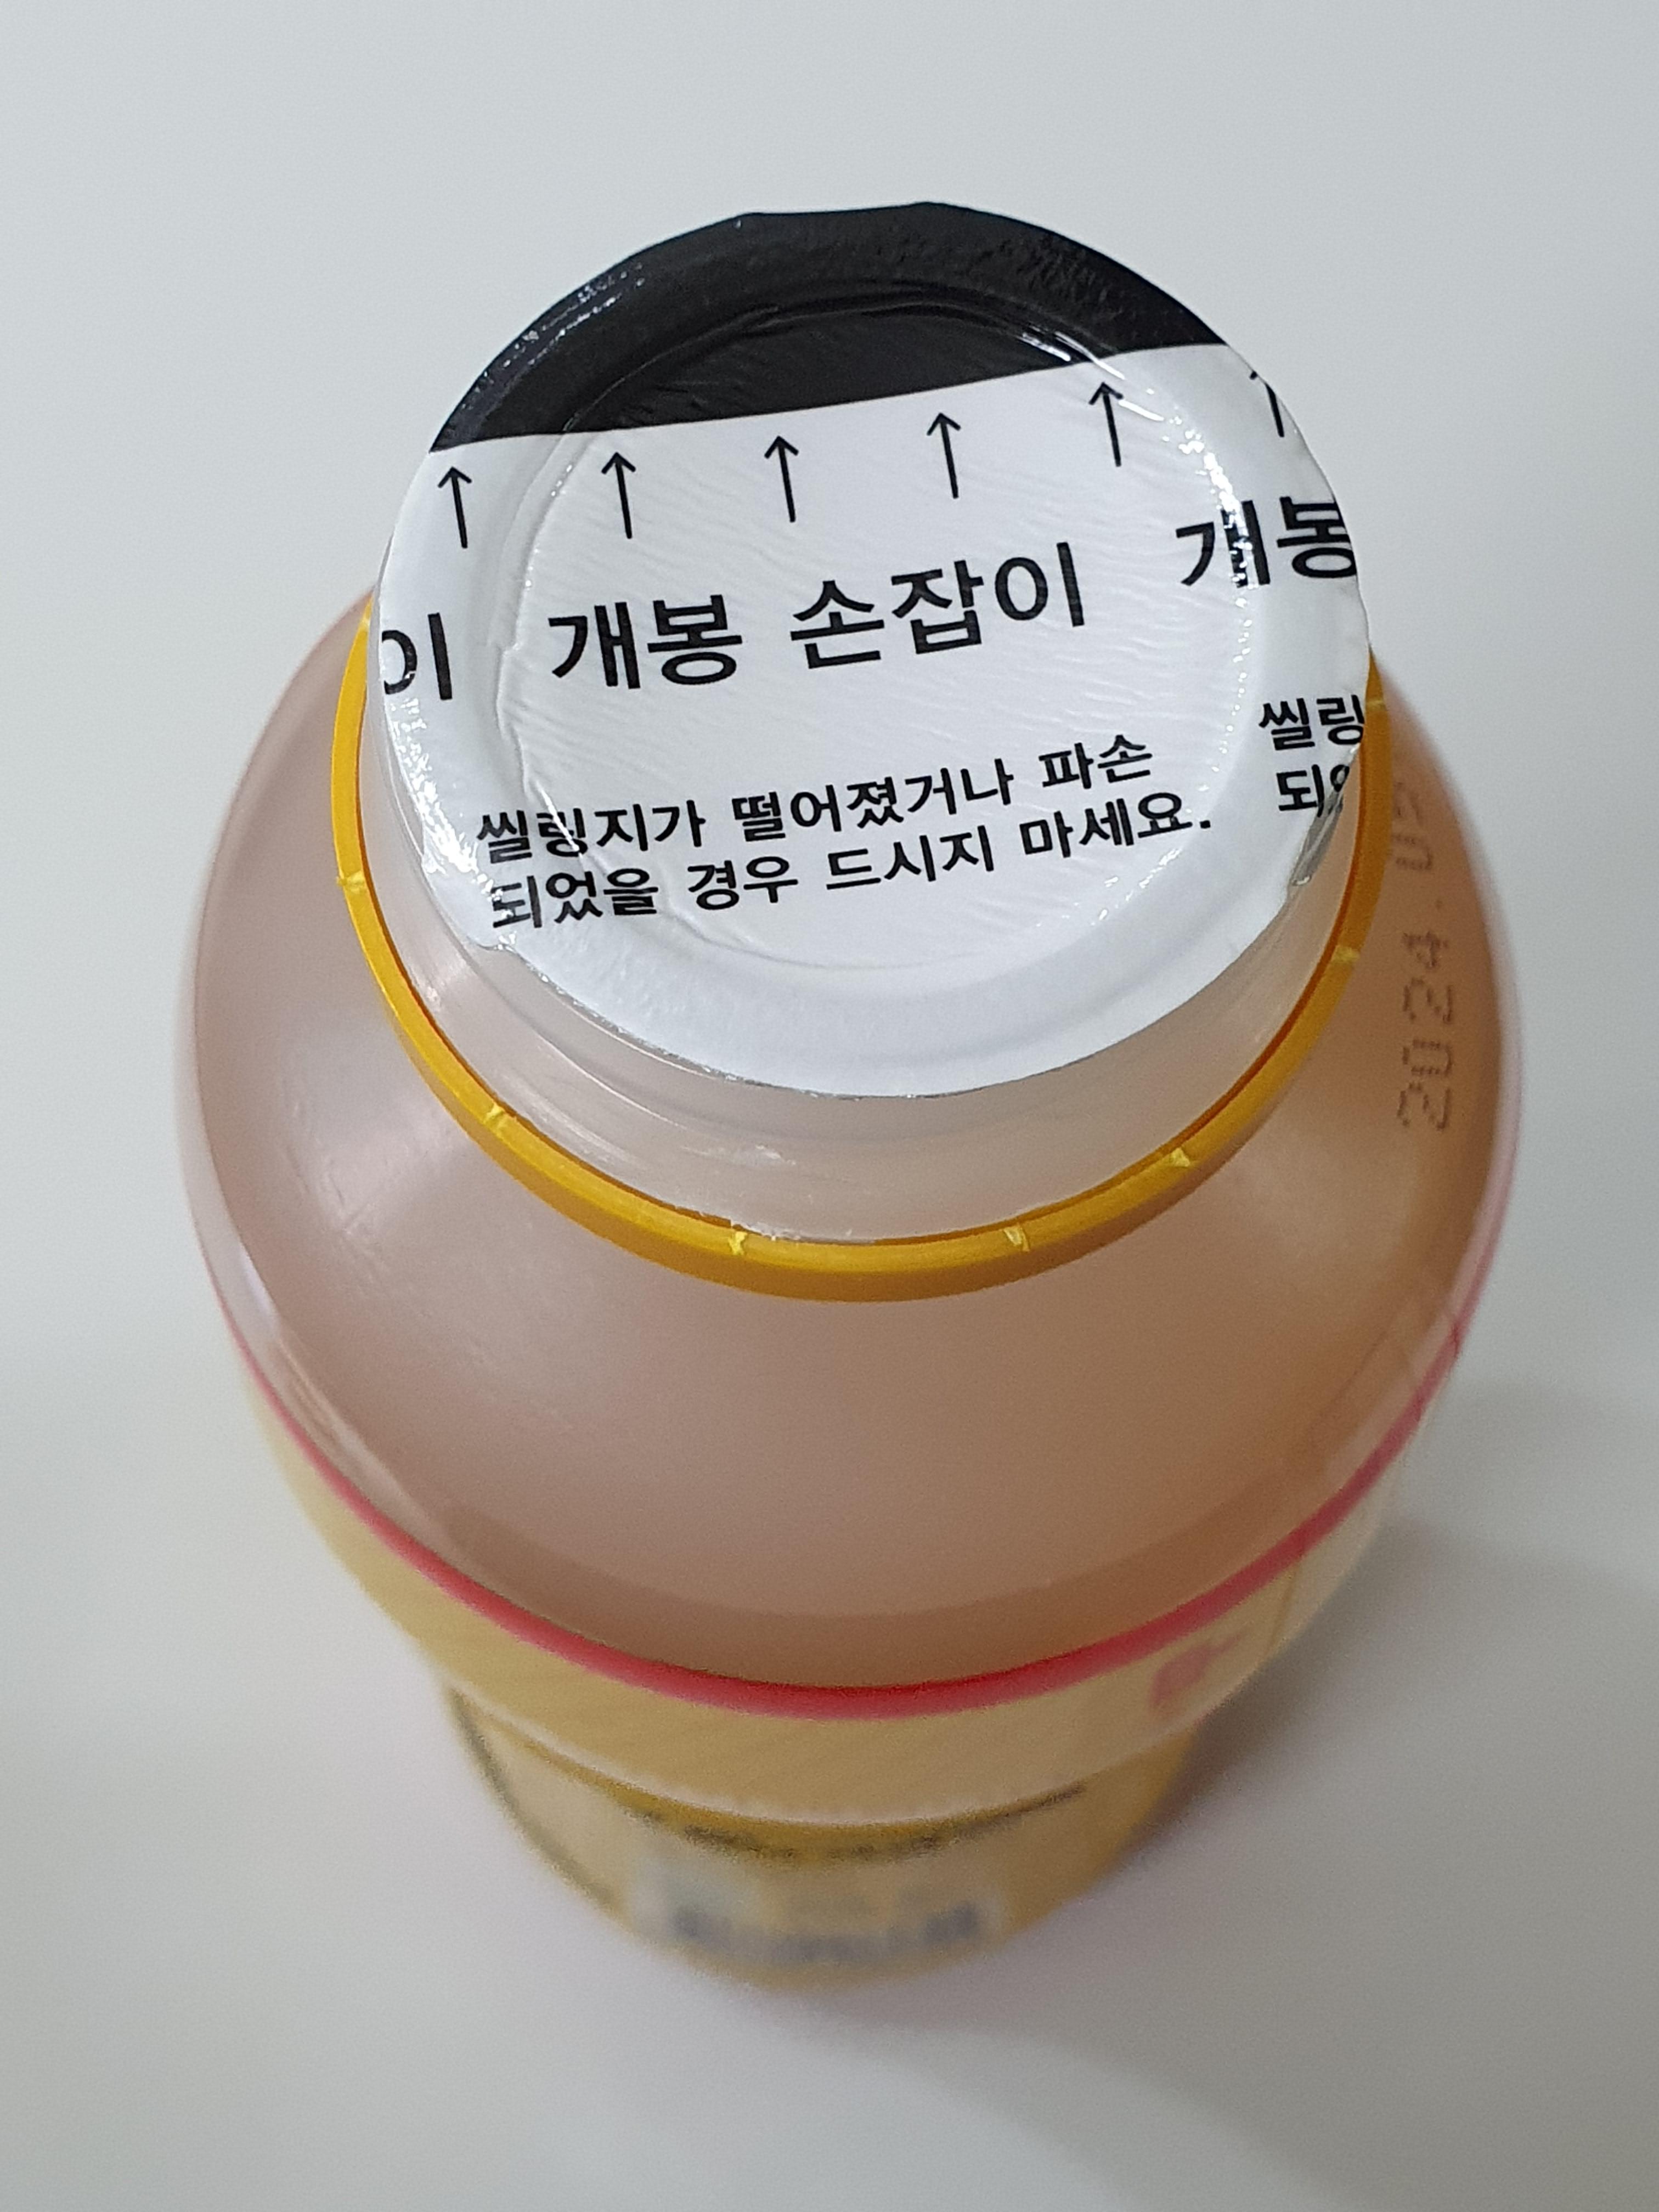 ↑ ↑ ↑ ↑ ↑ ↑
이 개봉 손잡이 개봉
씰링지가 떨어졌거나 파손 씰링
되었을 경우 드시지 마세요. 되었
2024.